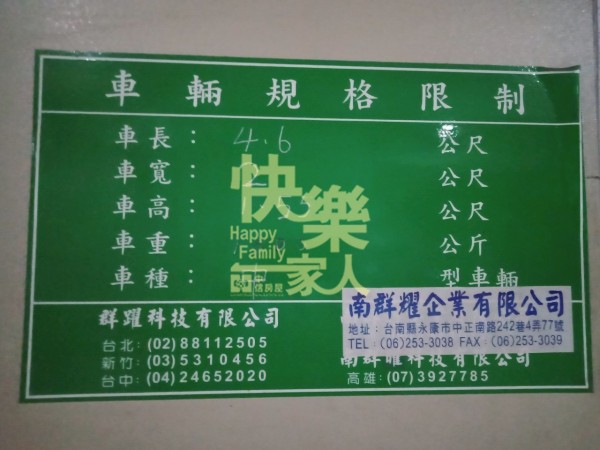 車輛規格限制
車長： 4.6 公尺
車寬： 2 公尺
車高： 公尺
車重： 公斤
車種： 型車輛
快樂
Happy
Family
一家人
信房屋
群躍科技有限公司
台北：(02)88112505
新竹：(03)5310456
台中：(04)24652020
南群耀企業有限公司
地址：台南縣永康市中正南路242巷4弄77號
TEL：(06)253-3038 FAX：(06)253-3039
南群耀科技有限公司
高雄：(07)3927785